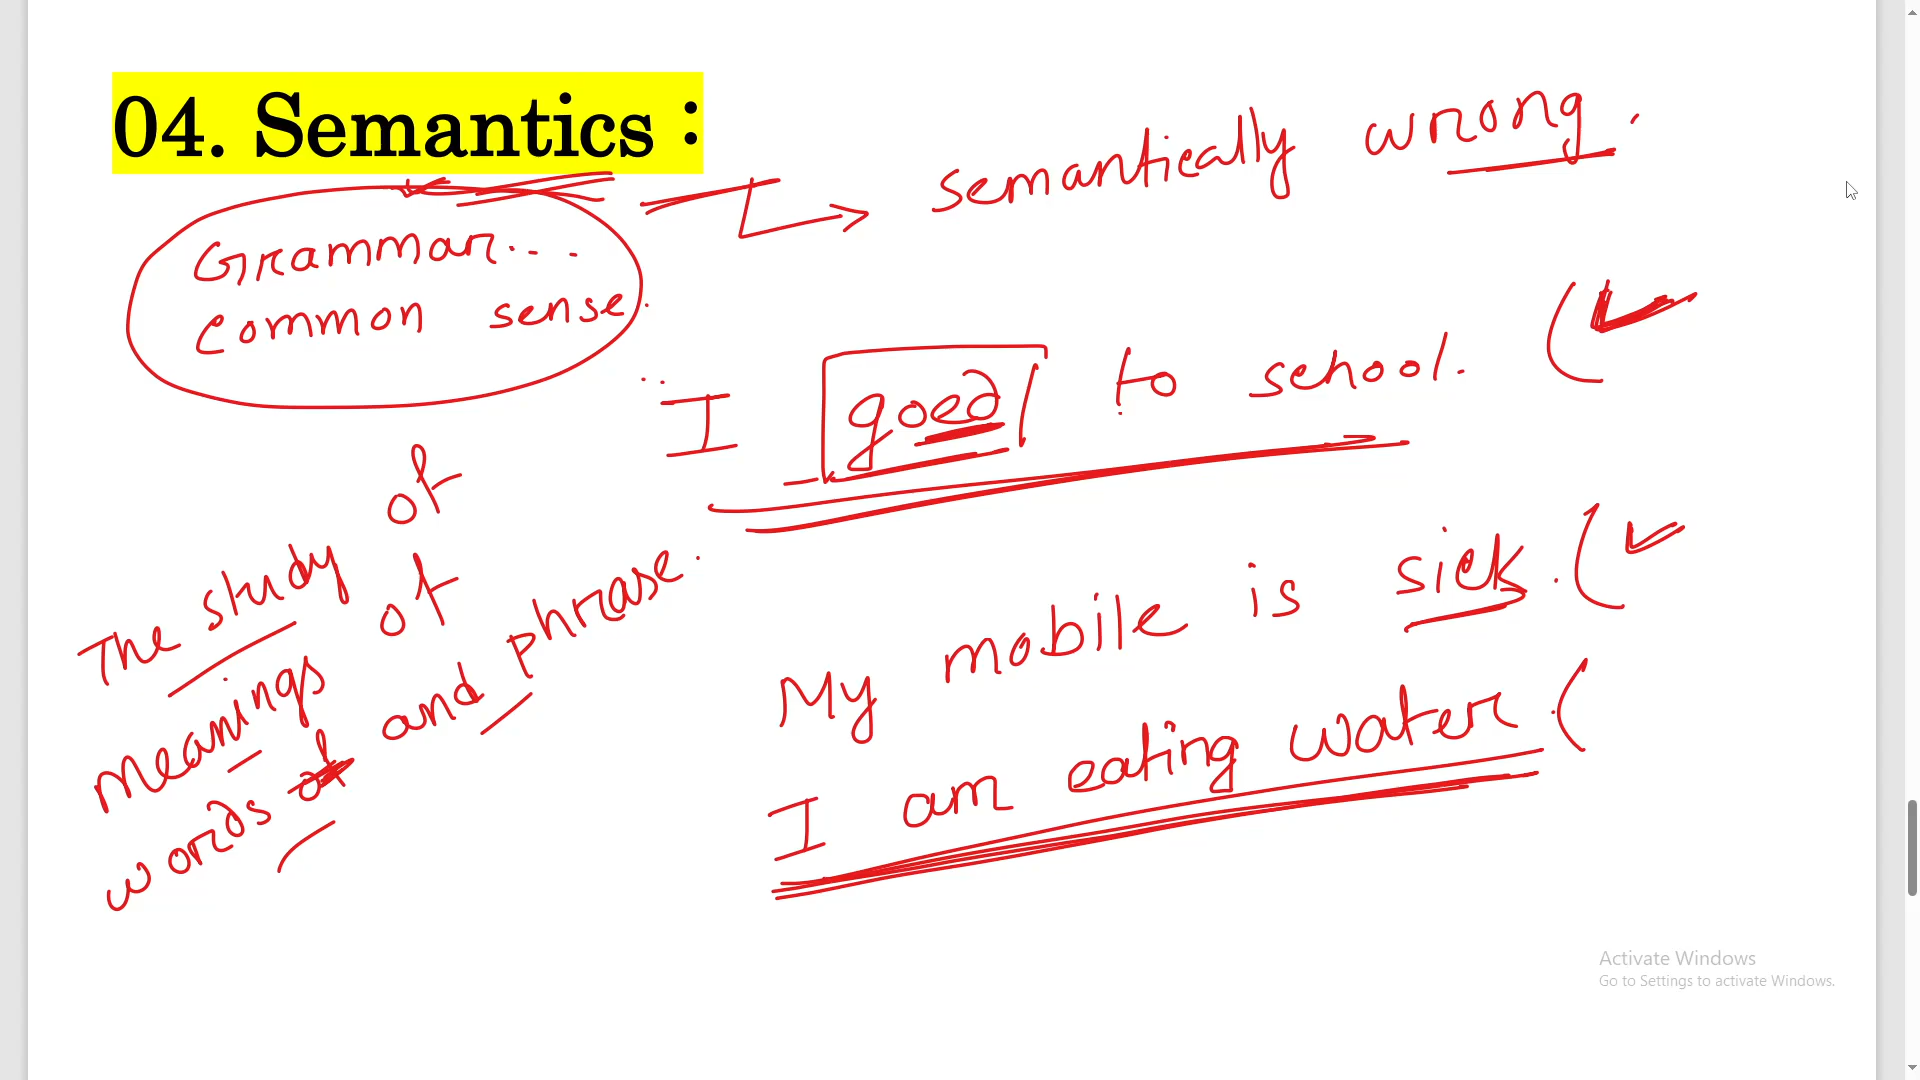 04. Semantics :
semantically wrong.
Grammar...
common sense.
I goed to school.
The study of
meanings of
words and phrase.
My mobile is sick.
I am eating water.
Activate Windows
Go to Settings to activate Windows.